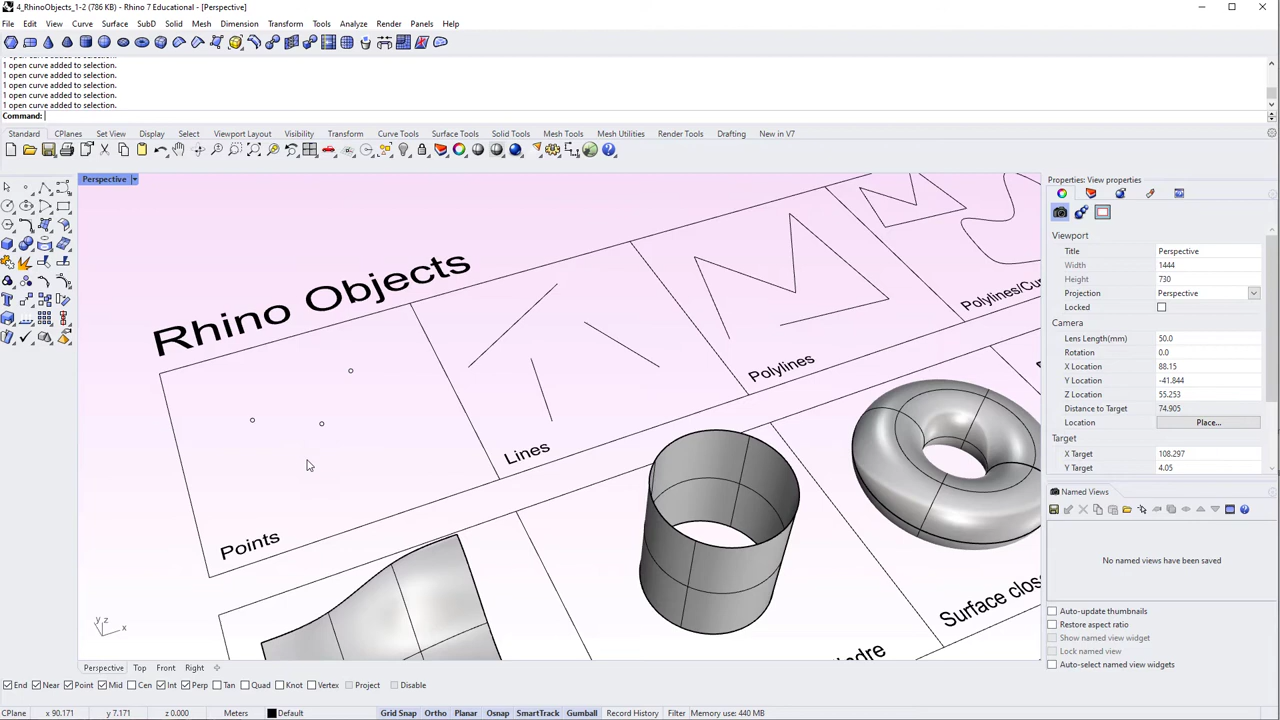 4_RhinoObjects_1-2 (786 KB) - Rhino 7 Educational - [Perspective]
File Edit View Curve Surface SubD Solid Mesh Dimension Transform Tools Analyze Render Panels Help
1 open curve added to selection.
1 open curve added to selection.
1 open curve added to selection.
1 open curve added to selection.
1 open curve added to selection.
Command:
Standard CPlanes Set View Display Select Viewport Layout Visibility Transform Curve Tools Surface Tools Solid Tools Mesh Tools Mesh Utilities Render Tools Drafting New in V7
Perspective
Properties: View properties
Viewport
Title Perspective
Width 1444
Height 730
Projection Perspective
Locked
Camera
Lens Length(mm) 50.0
Rotation 0.0
X Location 88.15
Y Location -41.844
Z Location 55.253
Distance to Target 74.905
Location Place...
Target
X Target 108.297
Y Target 4.05
Named Views
No named views have been saved
Auto-update thumbnails
Restore aspect ratio
Show named view widget
Lock named view
Auto-select named view widgets
Rhino Objects
Points
Lines
Polylines
Polylines/Cu
Surface close
z y x
Perspective Top Front Right
End Near Point Mid Cen Int Perp Tan Quad Knot Vertex Project Disable
CPlane x 90.171 y 7.171 z 0.000 Meters Default Grid Snap Ortho Planar Osnap SmartTrack Gumball Record History Filter Memory use: 440 MB